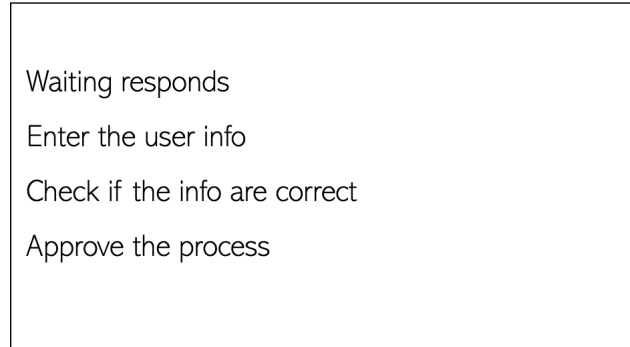 Waiting responds
Enter the user info
Check if the info are correct
Approve the process